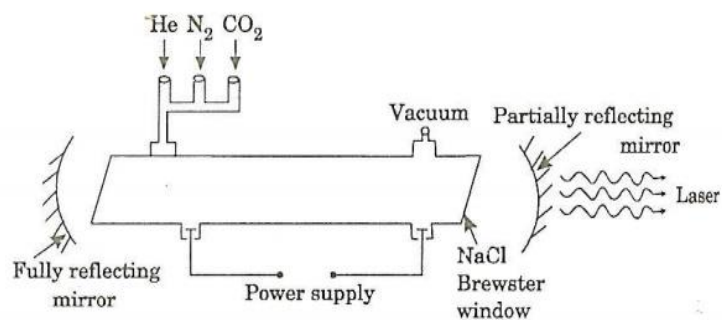 He N₂ CO₂
Vacuum
Partially reflecting
mirror
Laser
Fully reflecting
mirror
Power supply
NaCl
Brewster
window